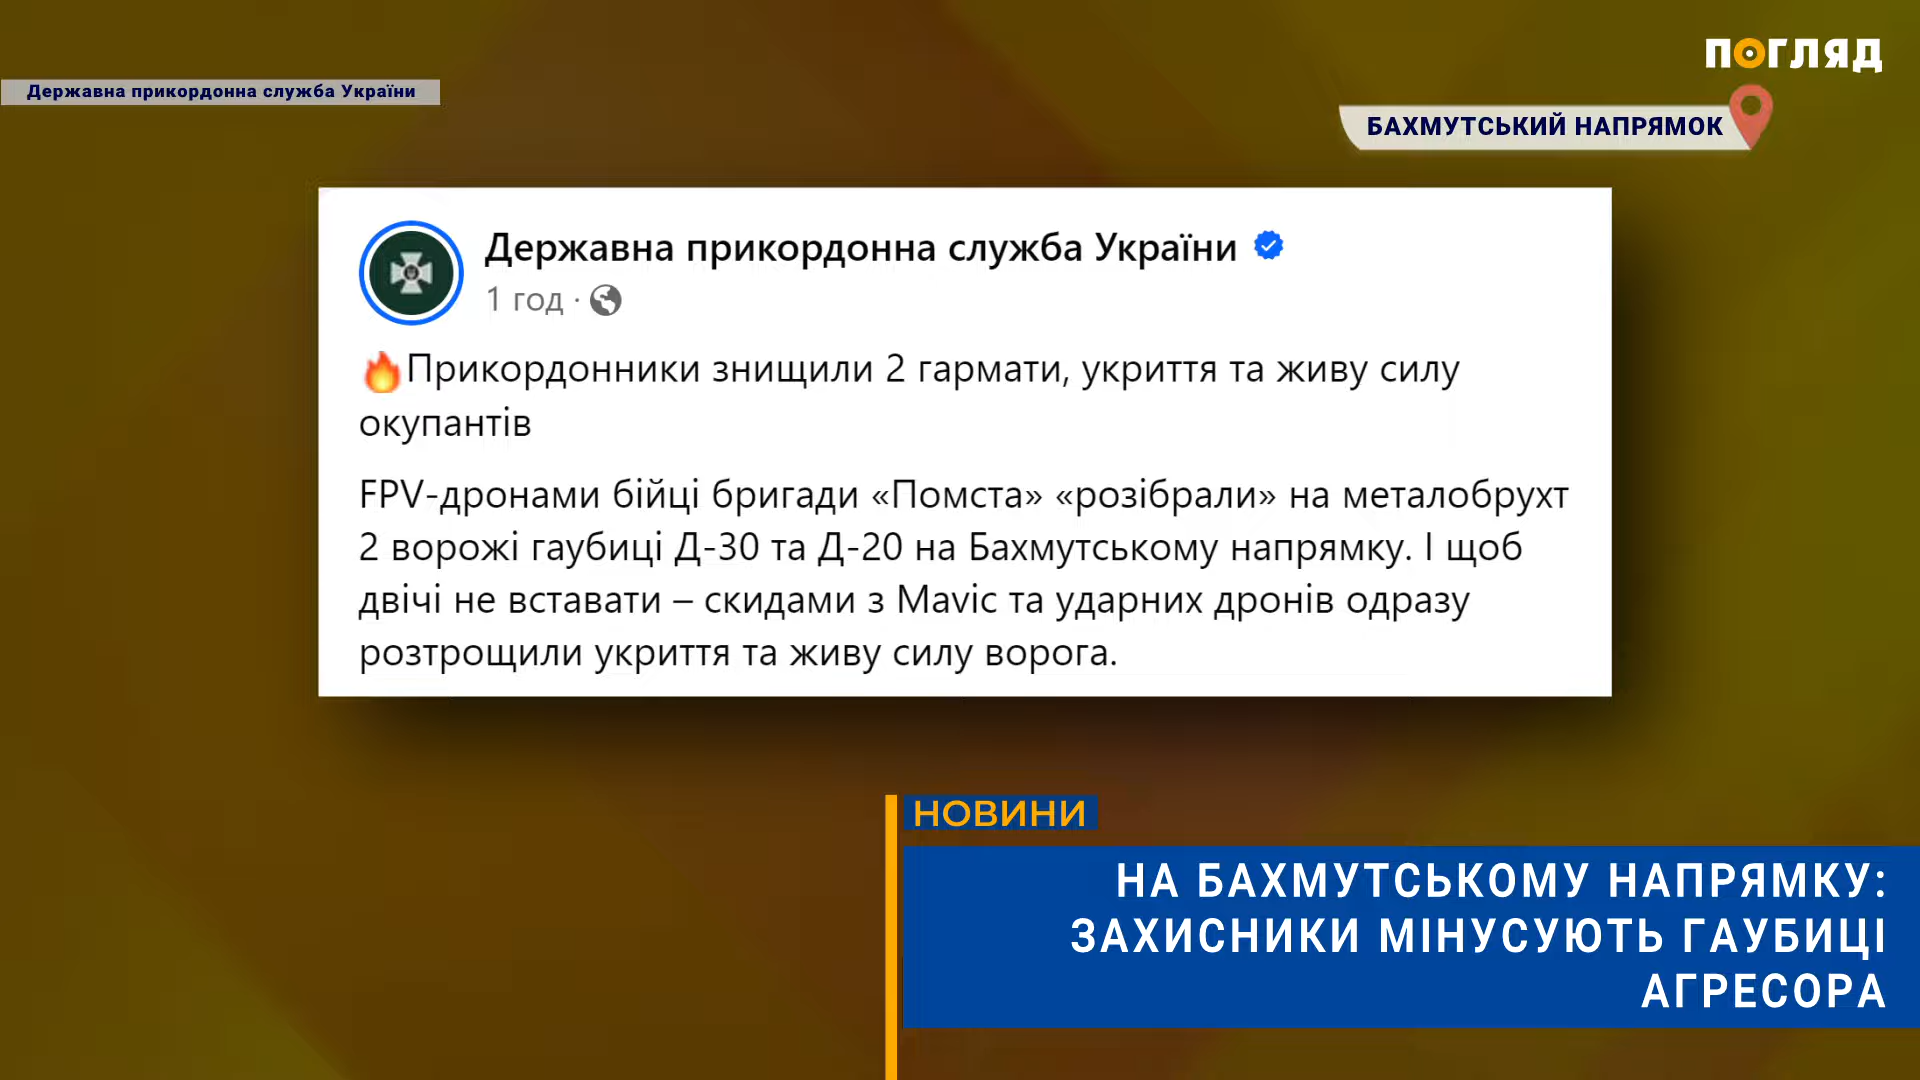 ПОГЛЯД
Державна прикордонна служба України
БАХМУТСЬКИЙ НАПРЯМОК
Державна прикордонна служба України
1 год ·
🔥Прикордонники знищили 2 гармати, укриття та живу силу
окупантів
FPV-дронами бійці бригади «Помста» «розібрали» на металобрухт
2 ворожі гаубиці Д-30 та Д-20 на Бахмутському напрямку. І щоб
двічі не вставати – скидами з Mavic та ударних дронів одразу
розтрощили укриття та живу силу ворога.
НОВИНИ
НА БАХМУТСЬКОМУ НАПРЯМКУ:
ЗАХИСНИКИ МІНУСУЮТЬ ГАУБИЦІ
АГРЕСОРА